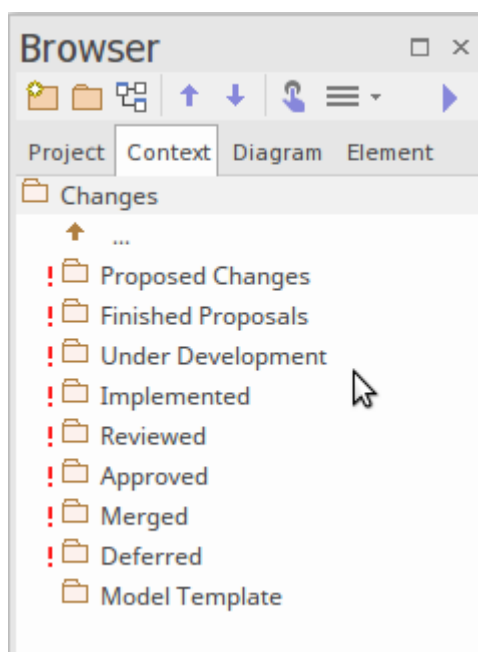 Browser
Project Context Diagram Element
Changes
...
! Proposed Changes
! Finished Proposals
! Under Development
! Implemented
! Reviewed
! Approved
! Merged
! Deferred
Model Template